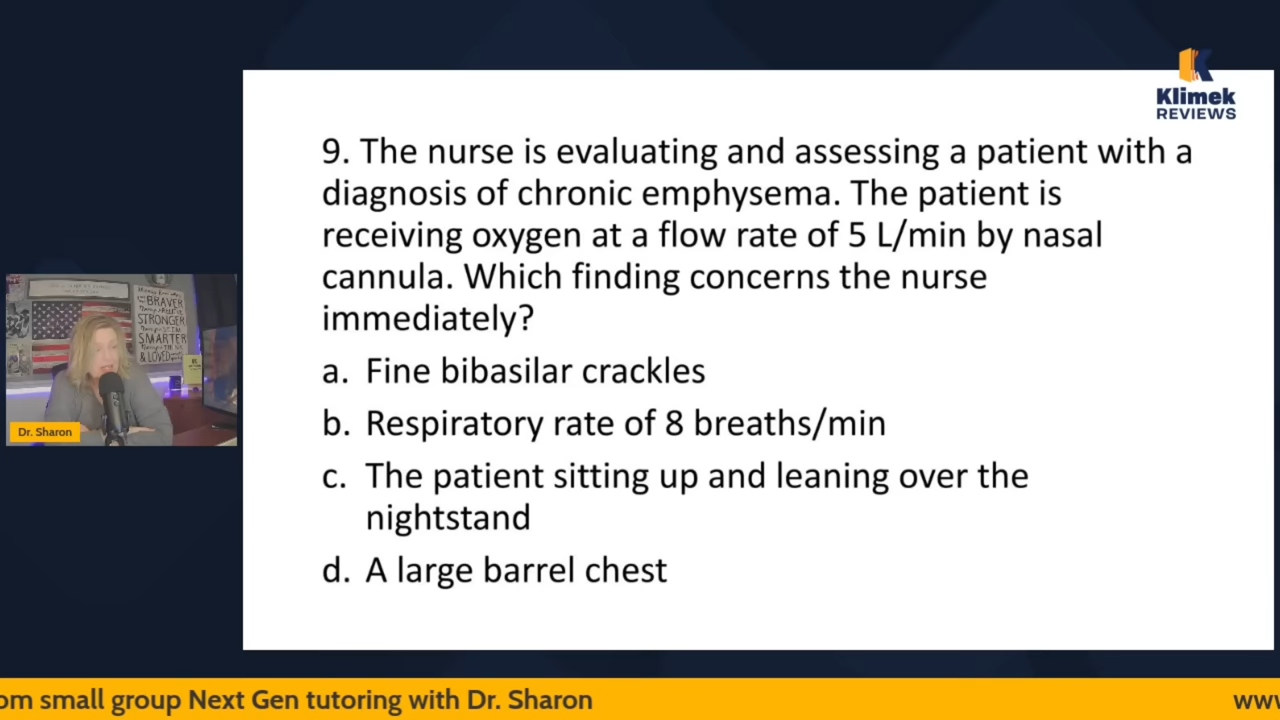 Klimek
REVIEWS
9. The nurse is evaluating and assessing a patient with a
diagnosis of chronic emphysema. The patient is
receiving oxygen at a flow rate of 5 L/min by nasal
cannula. Which finding concerns the nurse
immediately?
a. Fine bibasilar crackles
b. Respiratory rate of 8 breaths/min
c. The patient sitting up and leaning over the
nightstand
d. A large barrel chest
BRAVER
STRONGER
SMARTER
& LOVED
Dr. Sharon
om small group Next Gen tutoring with Dr. Sharon
www